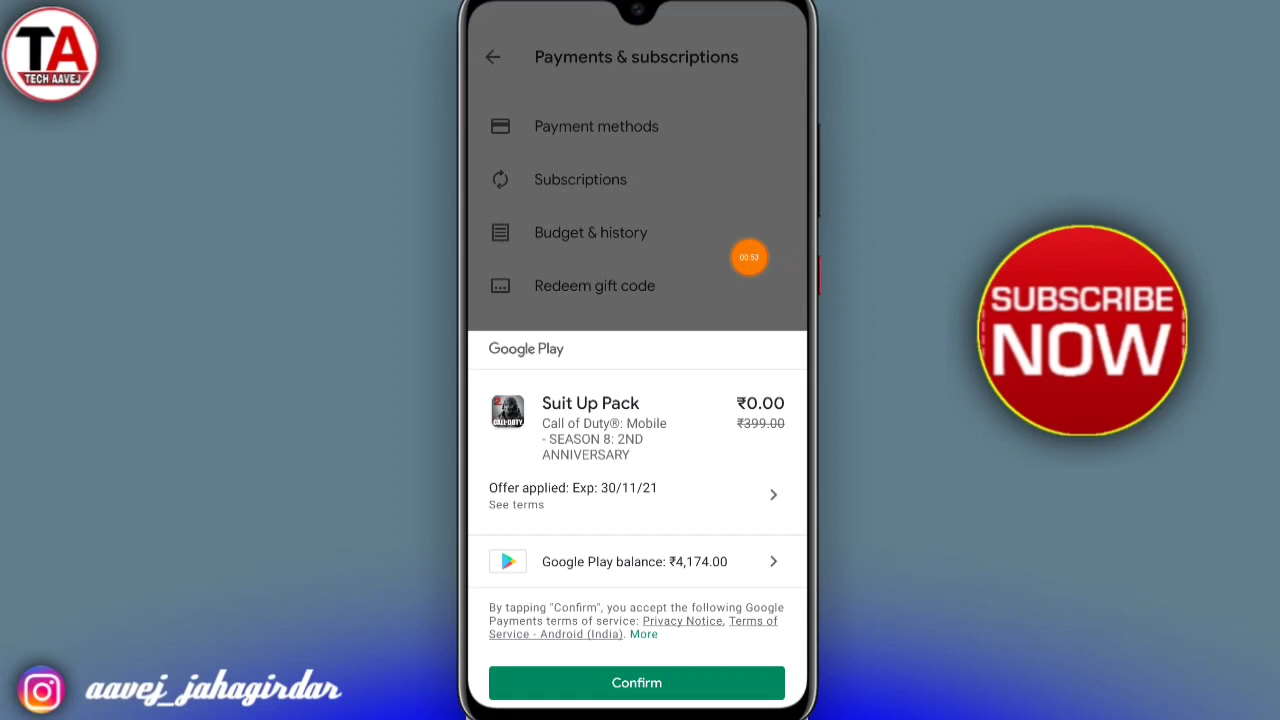 TA
TECH AAVEJ
Payments & subscriptions
Payment methods
Subscriptions
Budget & history
00:53
Redeem gift code
Google Play
2
CALL·DUTY
Suit Up Pack
₹0.00
Call of Duty®: Mobile
₹399.00
- SEASON 8: 2ND
ANNIVERSARY
Offer applied: Exp: 30/11/21
See terms
Google Play balance: ₹4,174.00
By tapping "Confirm", you accept the following Google
Payments terms of service: Privacy Notice, Terms of
Service - Android (India). More
Confirm
SUBSCRIBE
NOW
aavej_jahagirdar